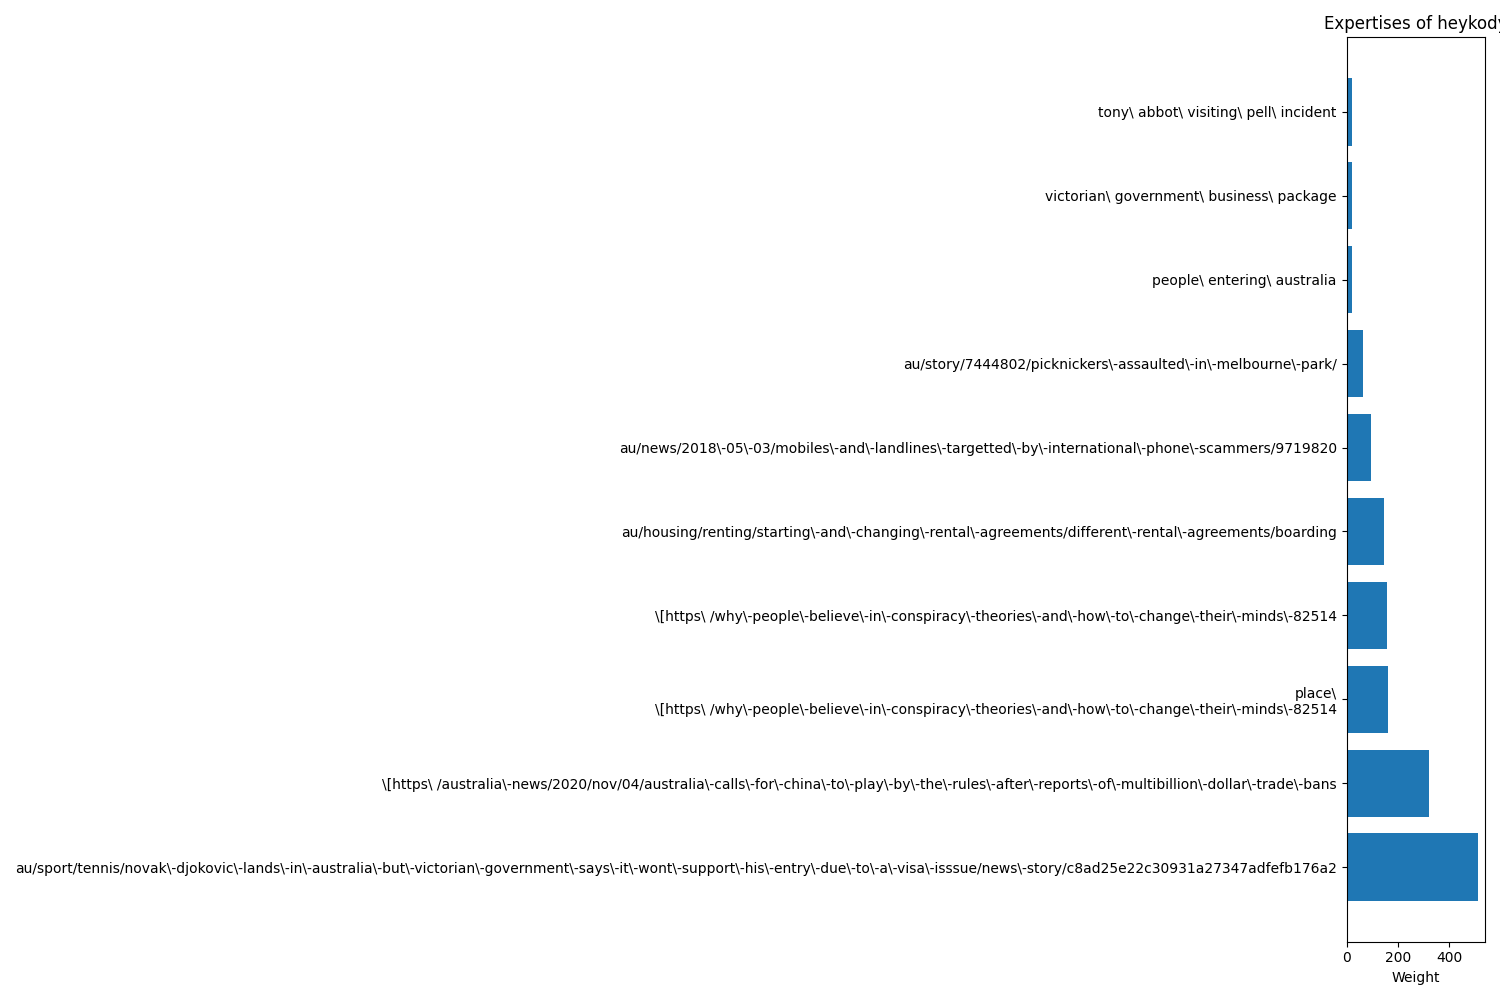 Expertises of heykody
tony\ abbot\ visiting\ pell\ incident
victorian\ government\ business\ package
people\ entering\ australia
au/story/7444802/picknickers\-assaulted\-in\-melbourne\-park/
au/news/2018\-05\-03/mobiles\-and\-landlines\-targetted\-by\-international\-phone\-scammers/9719820
au/housing/renting/starting\-and\-changing\-rental\-agreements/different\-rental\-agreements/boarding
\[https\ /why\-people\-believe\-in\-conspiracy\-theories\-and\-how\-to\-change\-their\-minds\-82514
place\
\[https\ /why\-people\-believe\-in\-conspiracy\-theories\-and\-how\-to\-change\-their\-minds\-82514
\[https\ /australia\-news/2020/nov/04/australia\-calls\-for\-china\-to\-play\-by\-the\-rules\-after\-reports\-of\-multibillion\-dollar\-trade\-bans
au/sport/tennis/novak\-djokovic\-lands\-in\-australia\-but\-victorian\-government\-says\-it\-wont\-support\-his\-entry\-due\-to\-a\-visa\-isssue/news\-story/c8ad25e22c30931a27347adfefb176a2
0 200 400
Weight